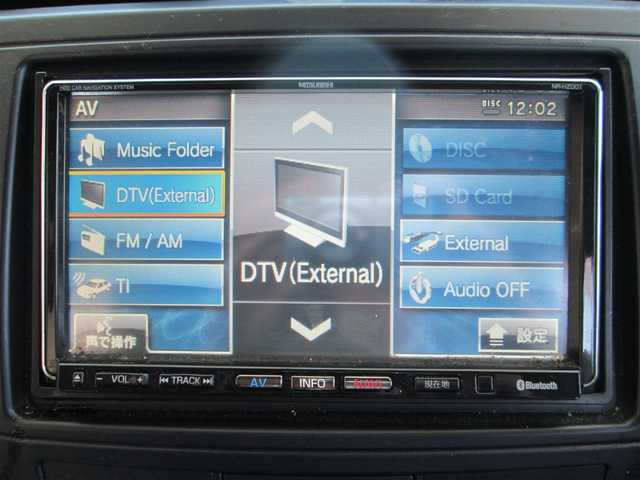 HDD CAR NAVIGATION SYSTEM
MITSUBISHI
AV
DISC 12:02
Music Folder
DTV(External)
FM / AM
TI
声で操作
DTV(External)
DISC
SD Card
External
Audio OFF
設定
- VOL +
TRACK
AV
INFO
NAVI
現在地
Bluetooth